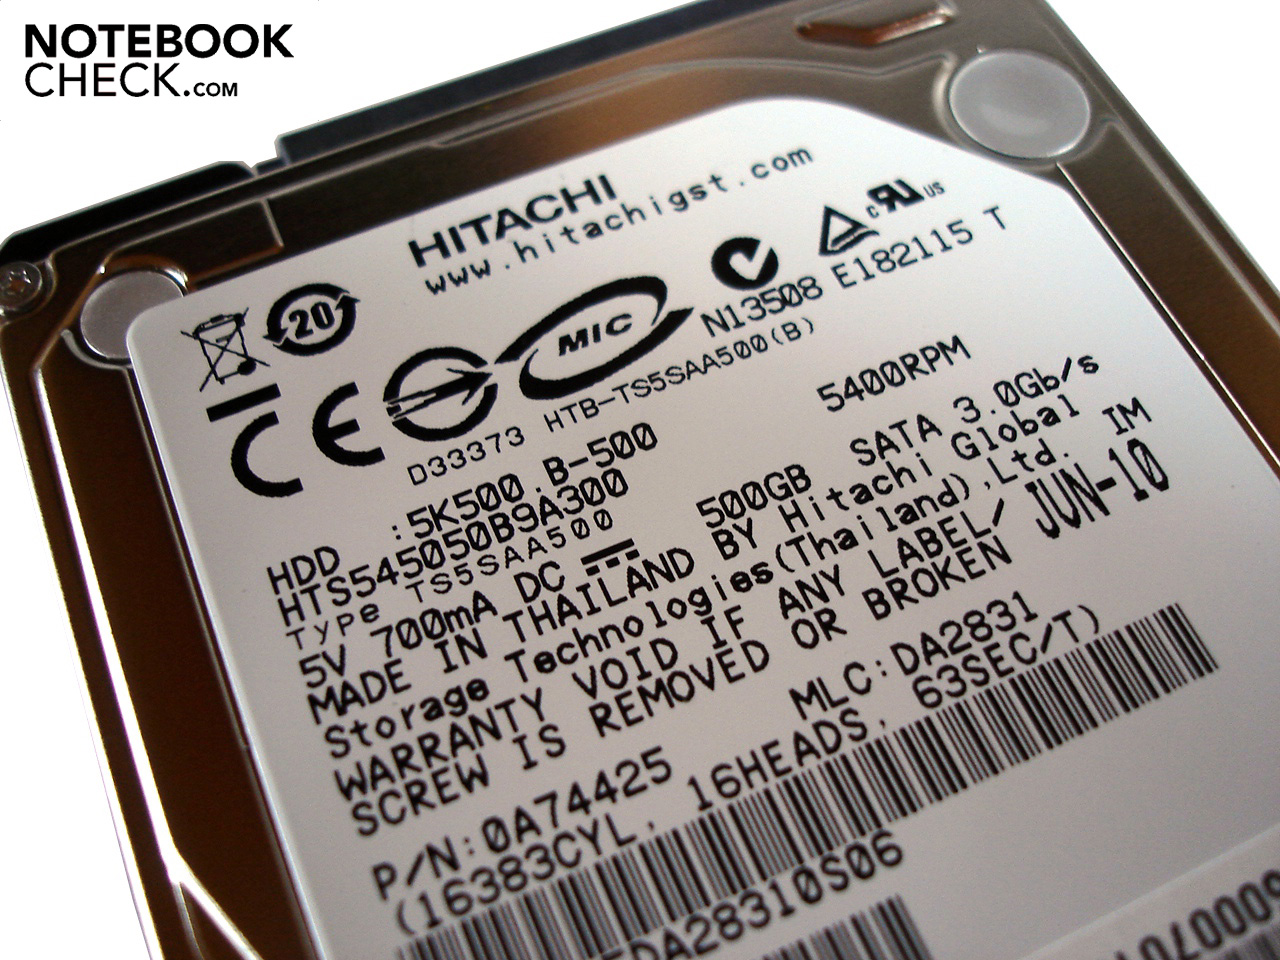 NOTEBOOK
CHECK.COM
HITACHI
www.hitachigst.com
20
c RU US
CE MIC N13508 E182115 T
D33373 HTB-TS5SAA500(B)
HDD :5K500.B-500 5400RPM
HTS545050B9A300 500GB SATA 3.0Gb/s
TYPe TS5SAA500
5V 700mA DC
MADE IN THAILAND BY Hitachi Global IM
Storage Technologies(Thailand),Ltd.
WARRANTY VOID IF ANY LABEL/ JUN-10
SCREW IS REMOVED OR BROKEN
P/N:0A74425 MLC:DA2831
(16383CYL, 16HEADS, 63SEC/T)
DA28310S06